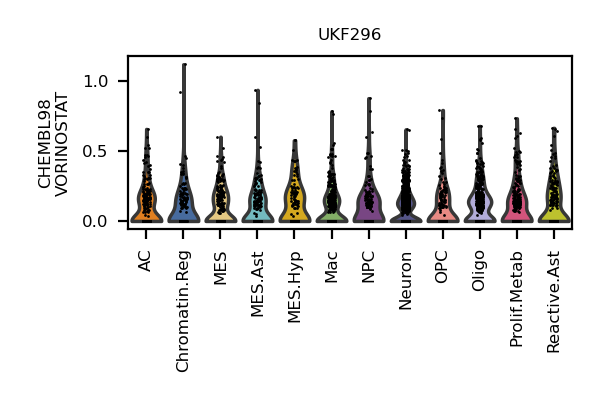 UKF296
CHEMBL98
VORINOSTAT
1.0
0.5
0.0
AC
Chromatin.Reg
MES
MES.Ast
MES.Hyp
Mac
NPC
Neuron
OPC
Oligo
Prolif.Metab
Reactive.Ast